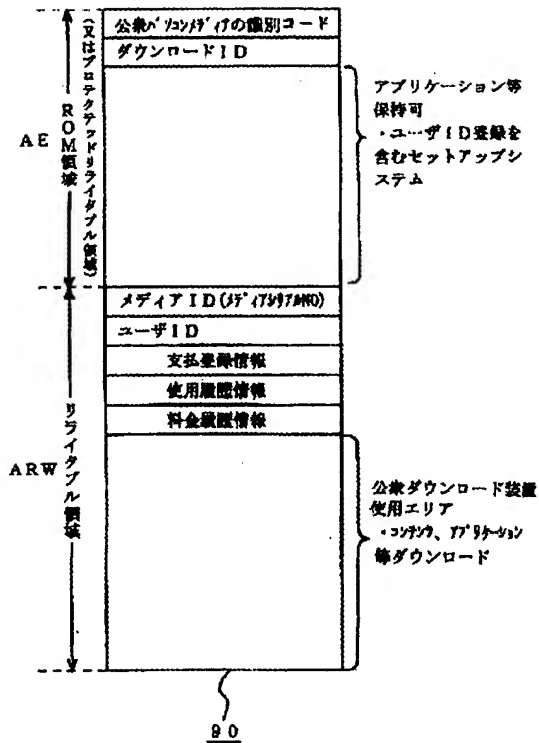 公衆パソコンメディアの識別コード
ダウンロードID
AE
ROM領域
(又はプロテクテッドリライタブル領域)
アプリケーション等
保持可
・ユーザID登録を
含むセットアップシ
ステム
メディアID(メディアシリアルNO)
ユーザID
支払登録情報
使用履歴情報
料金履歴情報
ARW
リライタブル領域
公衆ダウンロード装置
使用エリア
・コンテンツ、アプリケーション
等ダウンロード
90